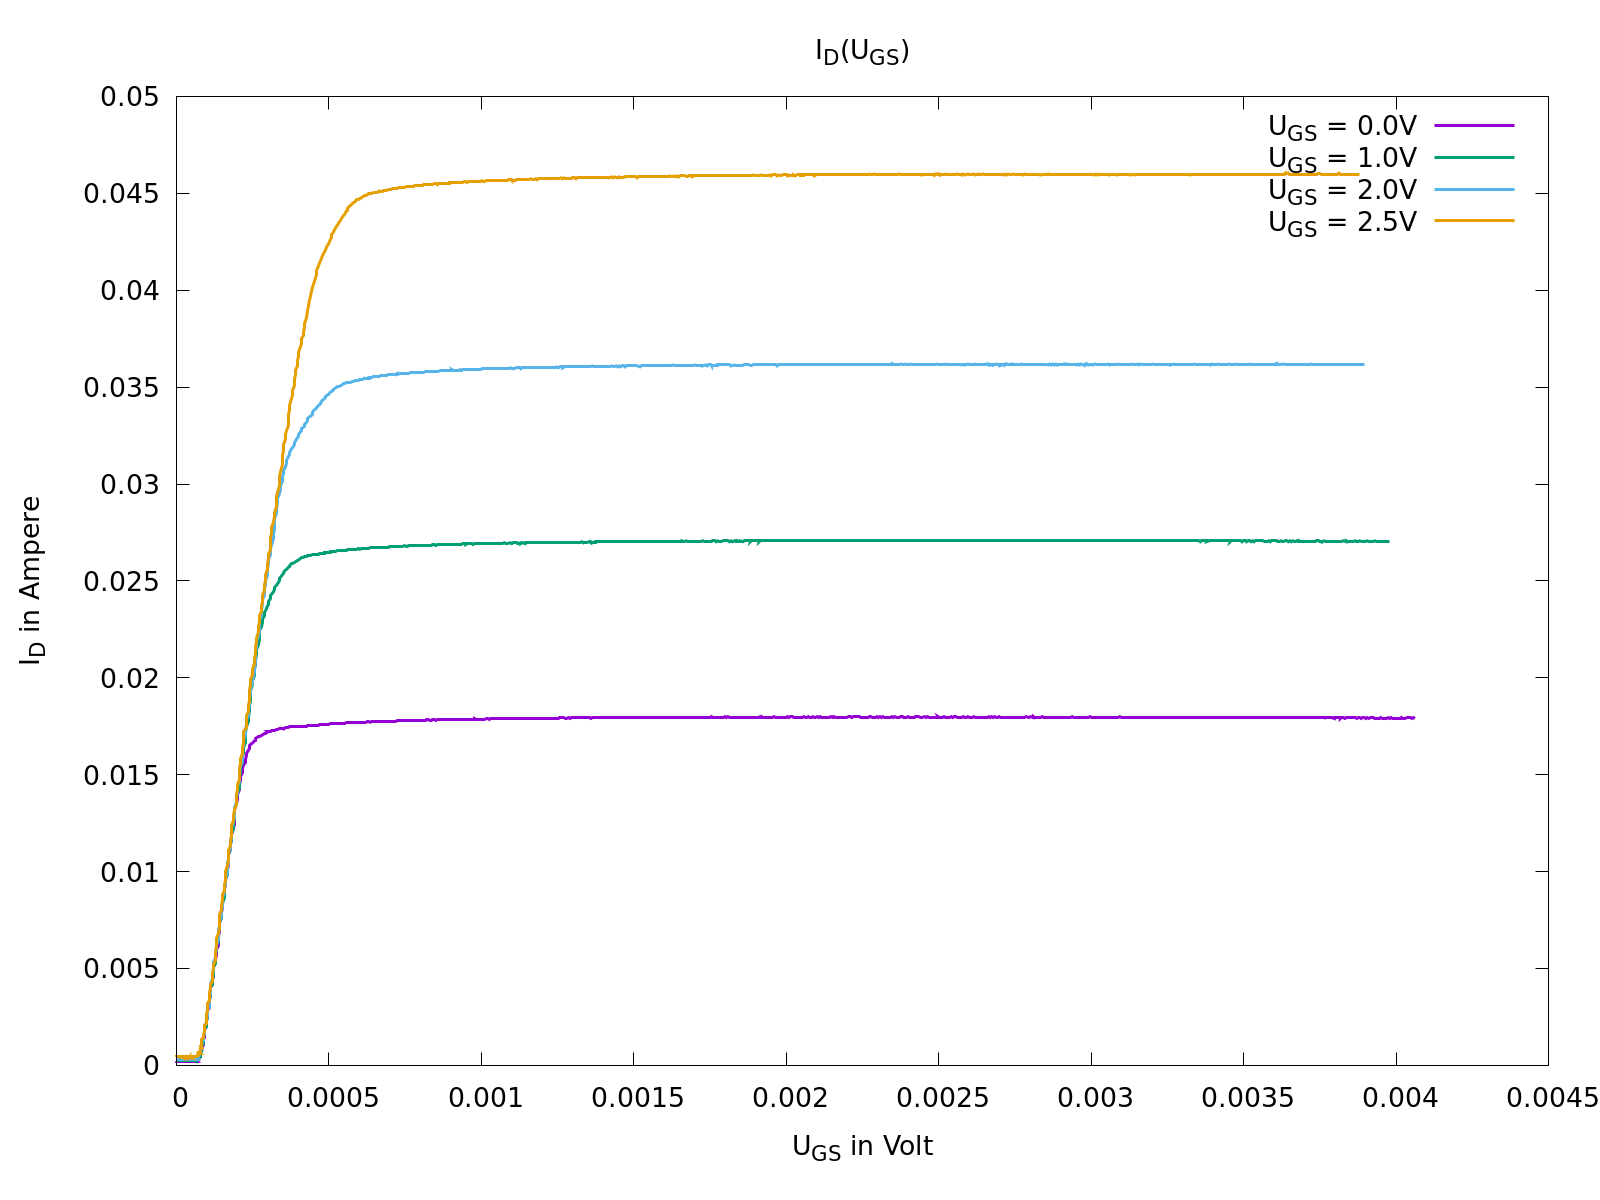 I_D(U_GS)
0.05
0.045
0.04
0.035
0.03
0.025
0.02
0.015
0.01
0.005
0
I_D in Ampere
U_GS = 0.0V
U_GS = 1.0V
U_GS = 2.0V
U_GS = 2.5V
0 0.0005 0.001 0.0015 0.002 0.0025 0.003 0.0035 0.004 0.0045
U_GS in Volt